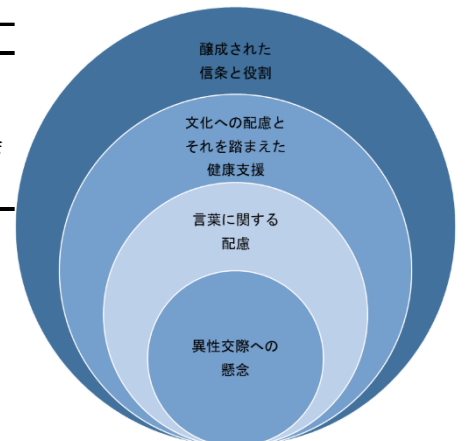 醸成された
信条と役割
文化への配慮と
それを踏まえた
健康支援
言葉に関する
配慮
異性交際への
懸念